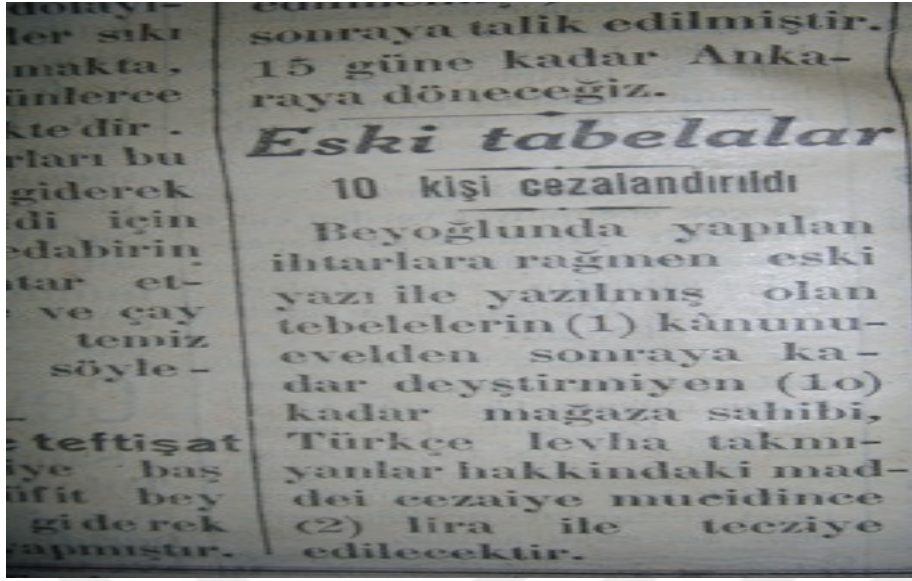 ler sıkı
makta,
ünlerce
kte dir .
rları bu
giderek
di için
edabirin
tar et-
ve çay
temiz
söyle -
teftişat
iye baş
üfit bey
gi de rek
yapmıştır.
sonraya talik edilmiştir.
15 güne kadar Anka-
raya döneceğiz.
Eski tabelalar
10 kişi cezalandırıldı
Beyoğlunda yapılan
ihtarlara rağmen eski
yazı ile yazılmış olan
tebelelerin (1) kânunu-
evelden sonraya ka-
dar deyştirmiyen (10)
kadar mağaza sahibi,
Türkçe levha takmı-
yanlar hakkindaki mad-
dei cezaiye mucidince
(2) lira ile tecziye
edilecektir.